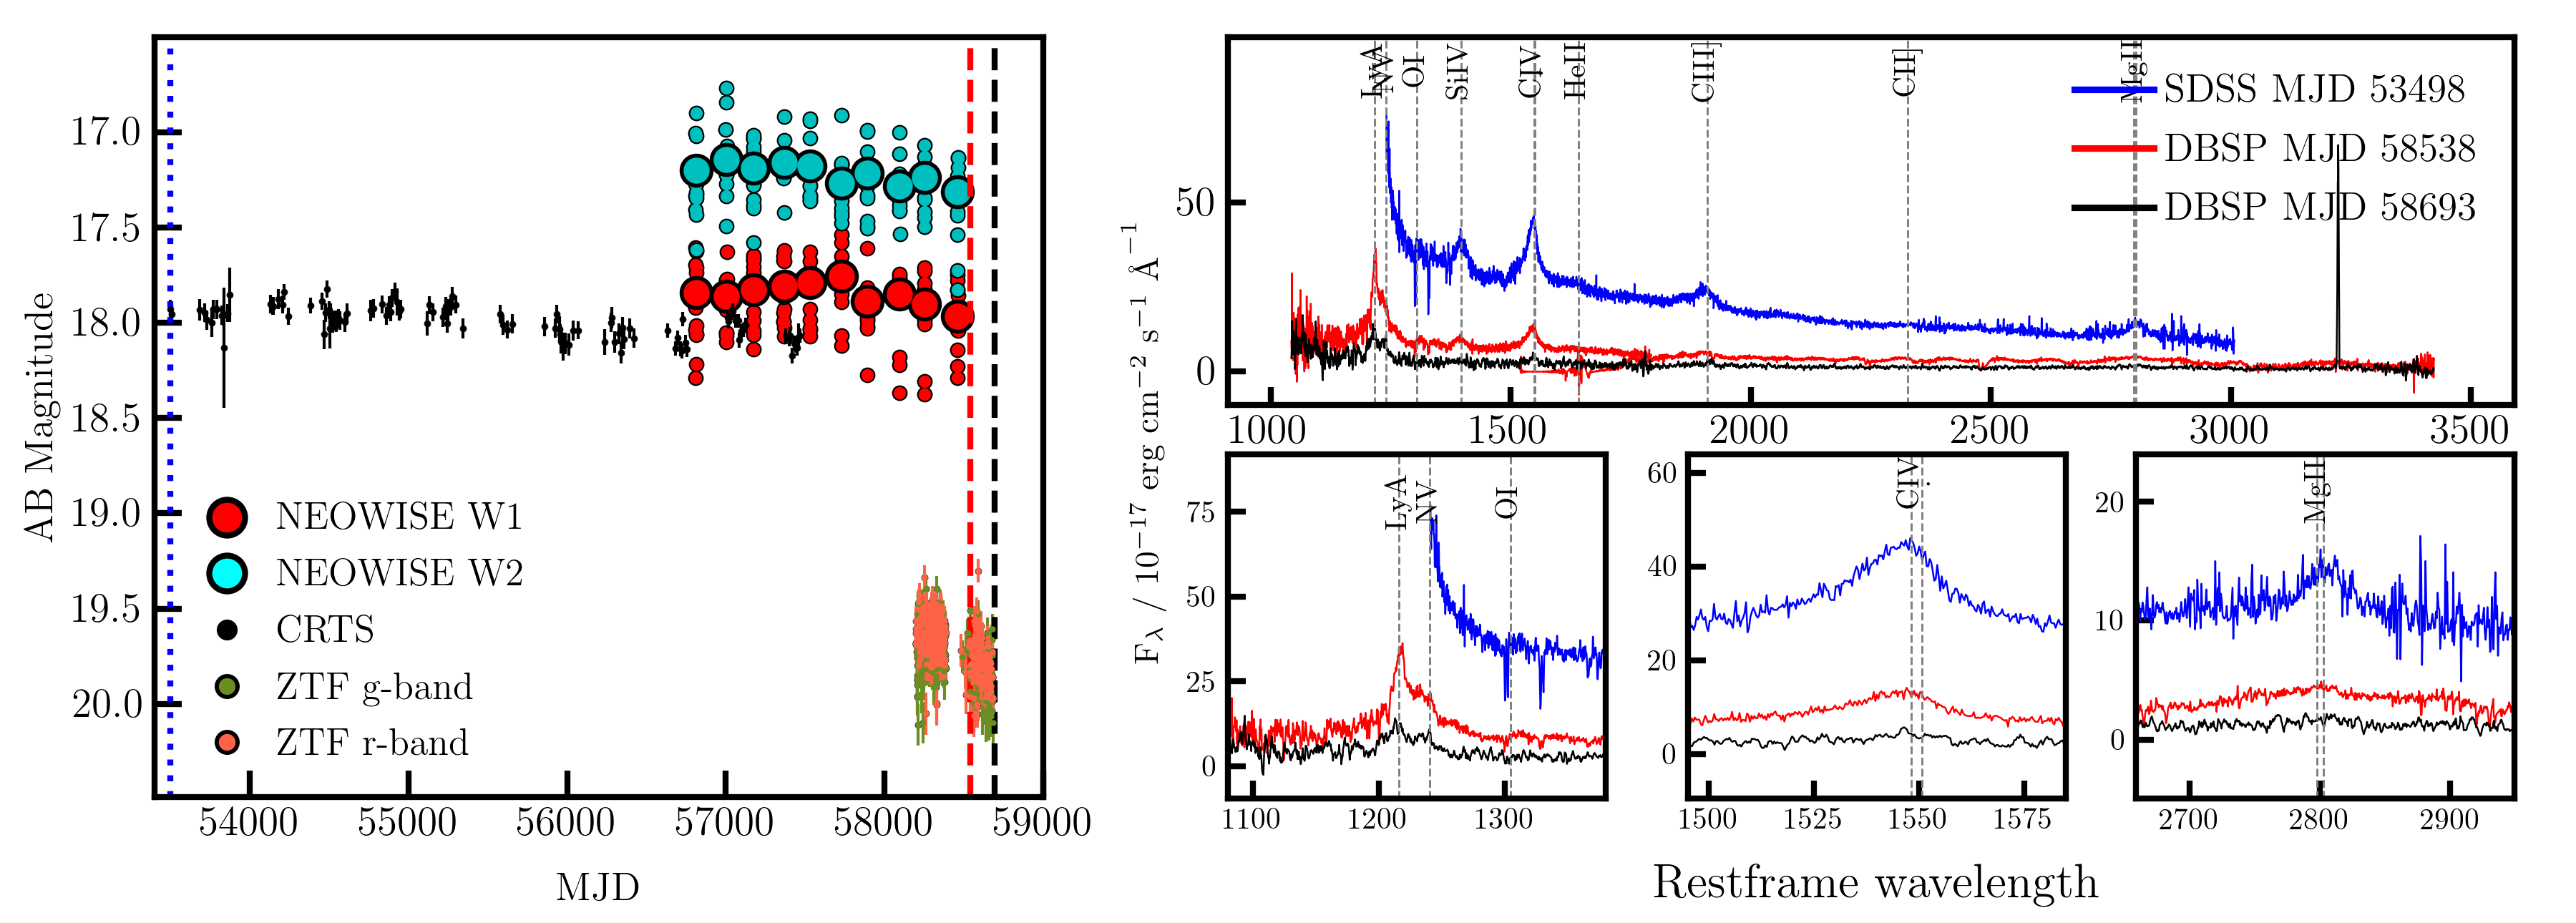 AB Magnitude
17.0
17.5
18.0
18.5
19.0
19.5
20.0
NEOWISE W1
NEOWISE W2
CRTS
ZTF g-band
ZTF r-band
54000 55000 56000 57000 58000 59000
MJD
F_λ / 10^−17 erg cm^−2 s^−1 Å^−1
50
0
LyA NV OI SiIV CIV HeII CIII] CII] MgII
SDSS MJD 53498
DBSP MJD 58538
DBSP MJD 58693
1000 1500 2000 2500 3000 3500
75
50
25
0
LyA NV OI
1100 1200 1300
60
40
20
0
CIV
1500 1525 1550 1575
20
10
0
MgII
2700 2800 2900
Restframe wavelength